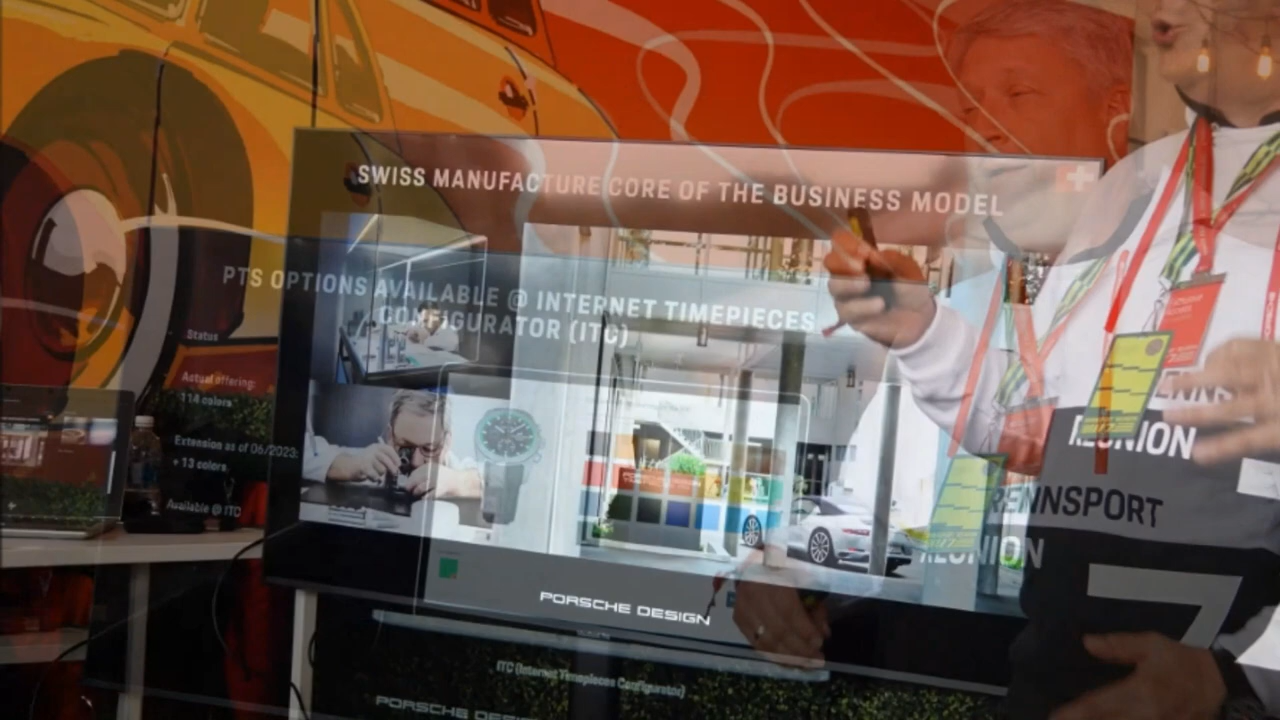 SWISS MANUFACTURE CORE OF THE BUSINESS MODEL
PTS OPTIONS AVAILABLE @ INTERNET TIMEPIECES
CONFIGURATOR (ITC)
Status
Actual offering:
114 colors
Extension as of 06/2023:
+ 13 colors
Available @ ITC
PORSCHE DESIGN
ITC (Internet Timepieces Configurator)
PORSCHE DESIGN
REUNION
RENNSPORT
REUNION
7